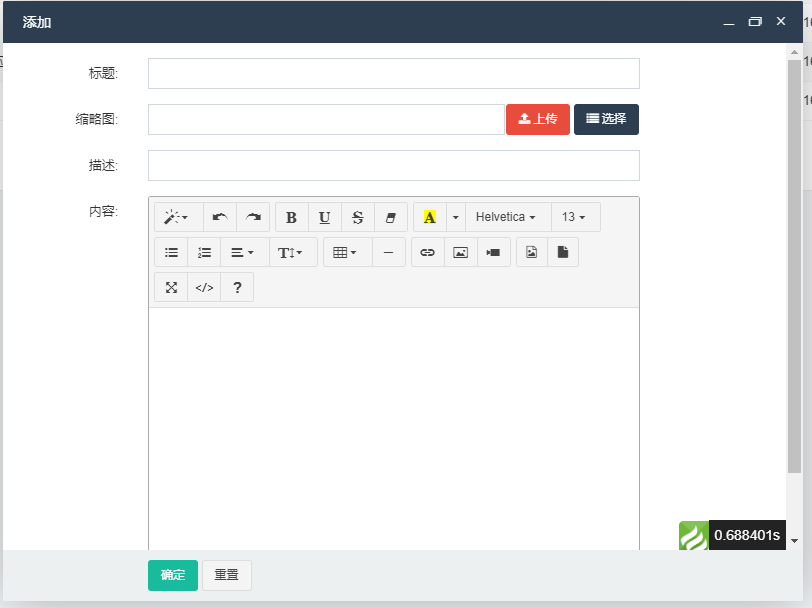 添加
标题:
缩略图:
上传
选择
描述:
内容:
B U S A Helvetica 13
T
</> ?
0.688401s
确定
重置